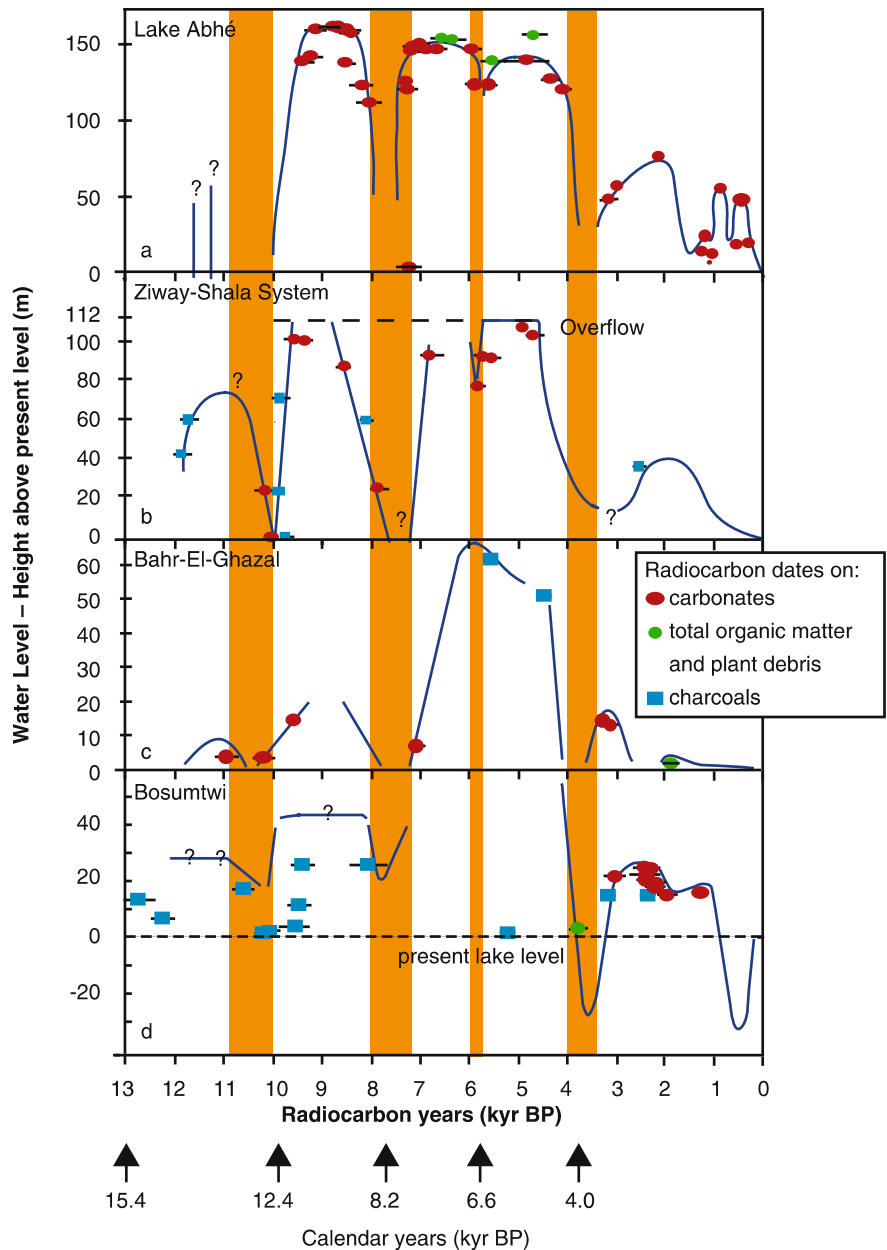 Water Level – Height above present level (m)
Lake Abhé
150
100
50
0
?
?
a
Ziway-Shala System
112
100
80
60
40
20
0
?
Overflow
?
?
b
Bahr-El-Ghazal
60
50
40
30
20
10
0
c
Radiocarbon dates on:
carbonates
total organic matter
and plant debris
charcoals
Bosumtwi
40
20
0
-20
?
?
?
present lake level
d
13 12 11 10 9 8 7 6 5 4 3 2 1 0
Radiocarbon years (kyr BP)
15.4 12.4 8.2 6.6 4.0
Calendar years (kyr BP)